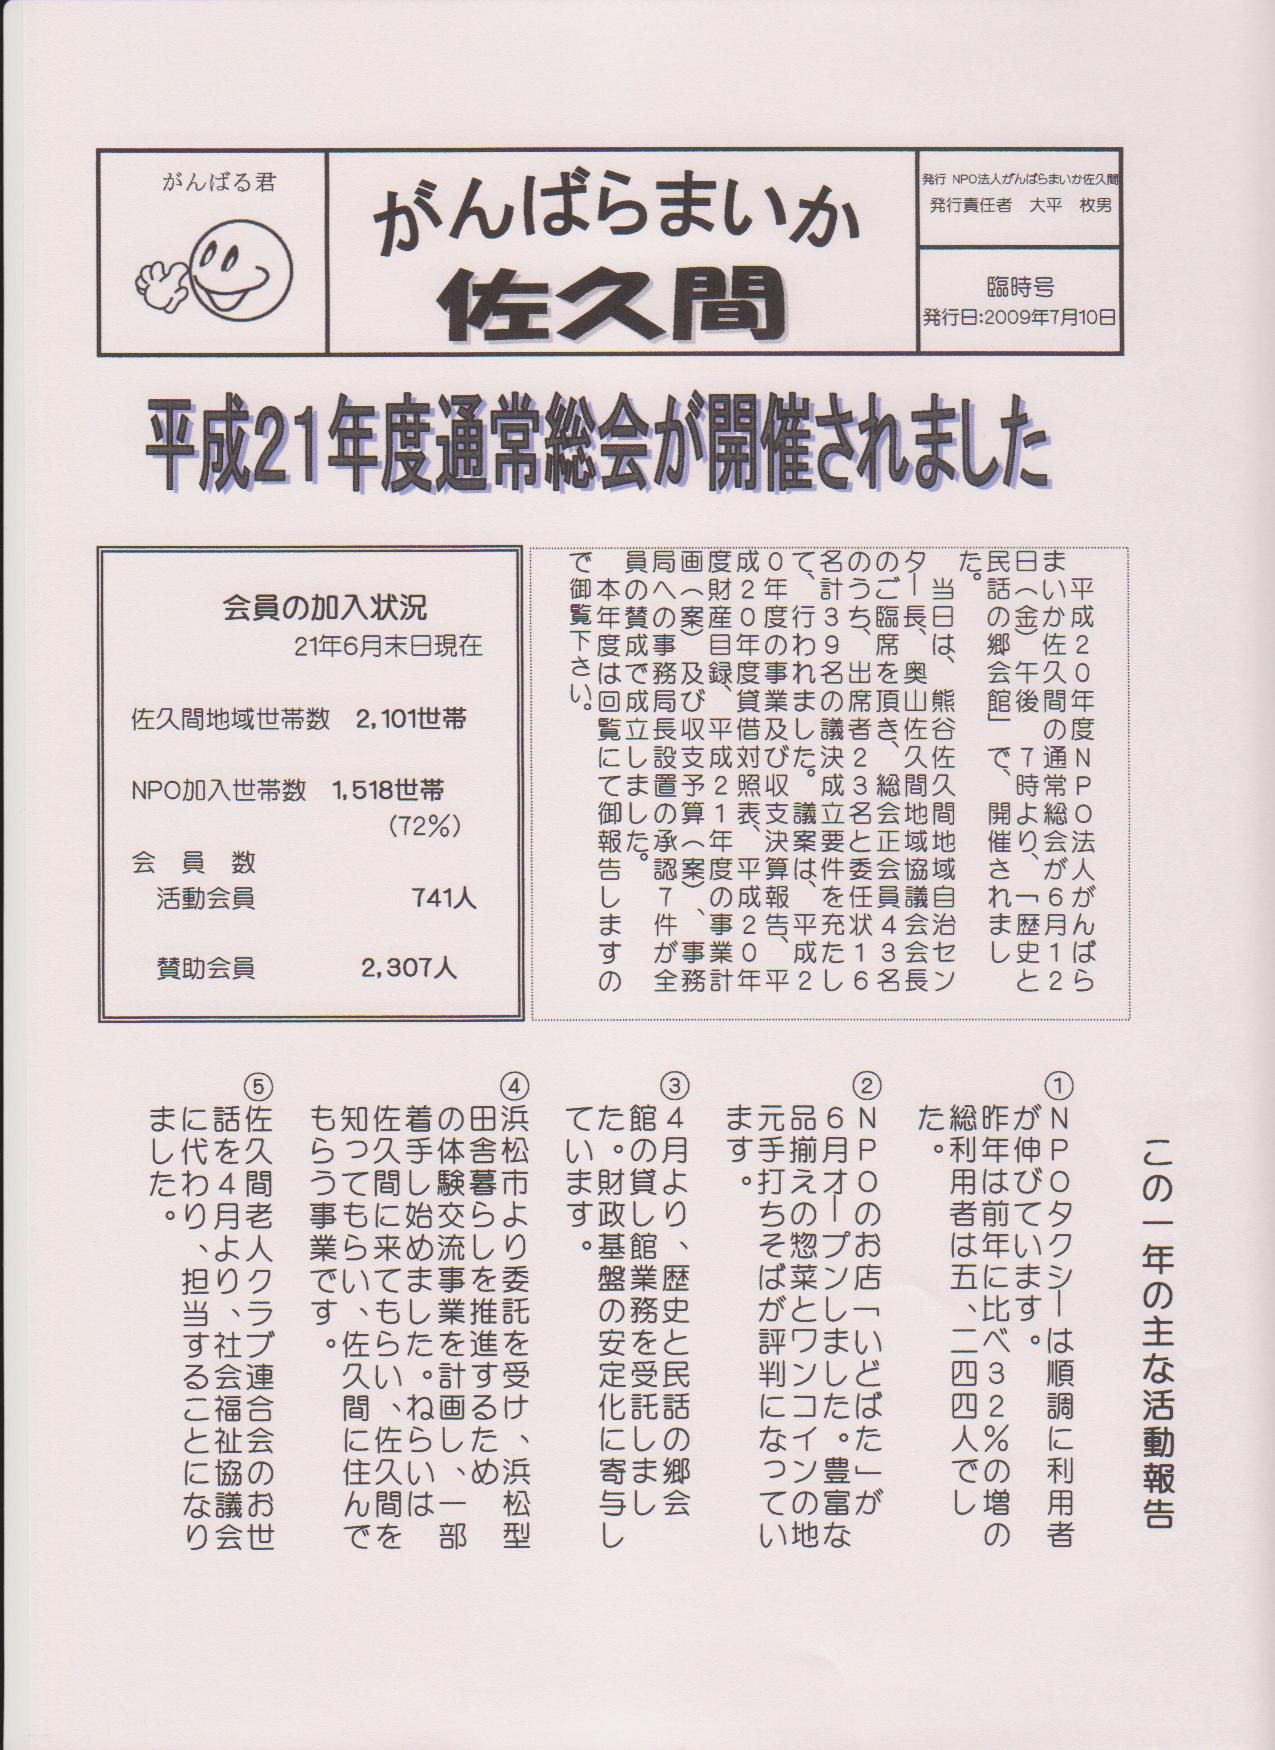 がんばる君
がんばらまいか
佐久間
発行 NPO法人がんばらまいか佐久間
発行責任者　大平　枚男
臨時号
発行日:2009年7月10日
平成21年度通常総会が開催されました
平成２０年度ＮＰＯ法人がんばら
まいか佐久間の通常総会が６月１２
日（金）午後　７時より、「歴史と
民話の郷会館」で、開催されまし
た。
当日は、熊谷佐久間地域自治セン
ター長、奥山佐久間地域協議会会長
のご臨席を頂き、総会正会員４３名
のうち、出席者２３名と委任状１６
名計３９名の議決成立要件を充たし
て、行われました。議案は、平成２
０年度の事業及び収支決算報告、平
成２０年度貸借対照表、平成２０年
度財産目録、平成２１年度の事業計
画（案）及び収支予算（案）、事務
局への事務局長設置の承認７件が全
員の賛成で成立しました。
本年度は回覧にて御報告しますの
で御覧下さい。
会員の加入状況
21年6月末日現在
佐久間地域世帯数　2,101世帯
NPO加入世帯数　1,518世帯
（72％）
会　員　数
活動会員　741人
賛助会員　2,307人
この一年の主な活動報告
①ＮＰＯタクシーは順調に利用者
が伸びています。
昨年は前年に比べ３２％の増の
総利用者は五、二四四人でし
た。
②ＮＰＯのお店「いどばた」が
６月オープンしました。豊富な
品揃えの惣菜とワンコインの地
元手打ちそばが評判になってい
ます。
③４月より、歴史と民話の郷会
館の貸し館業務を受託しまし
た。財政基盤の安定化に寄与し
ています。
④浜松市より委託を受け、浜松型
田舎暮らしを推進するため
の体験交流事業を計画し、一部
着手し始めました。ねらいは
佐久間に来てもらい、佐久間を
知ってもらい、佐久間に住んで
もらう事業です。
⑤佐久間老人クラブ連合会のお世
話を４月より、社会福祉協議会
に代わり、担当することになり
ました。